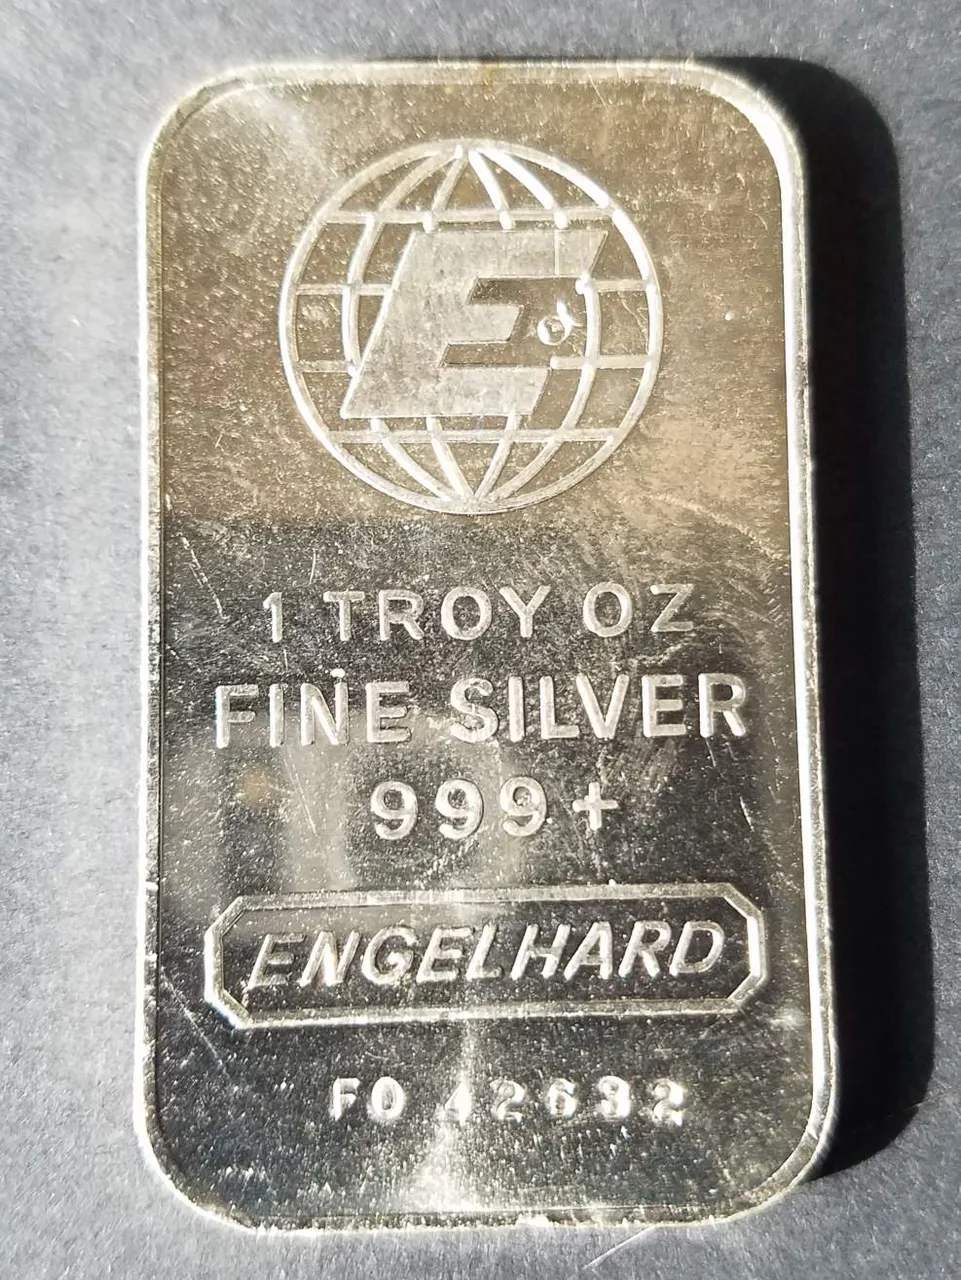 E
1 TROY OZ
FINE SILVER
999+
ENGELHARD
FO 42632